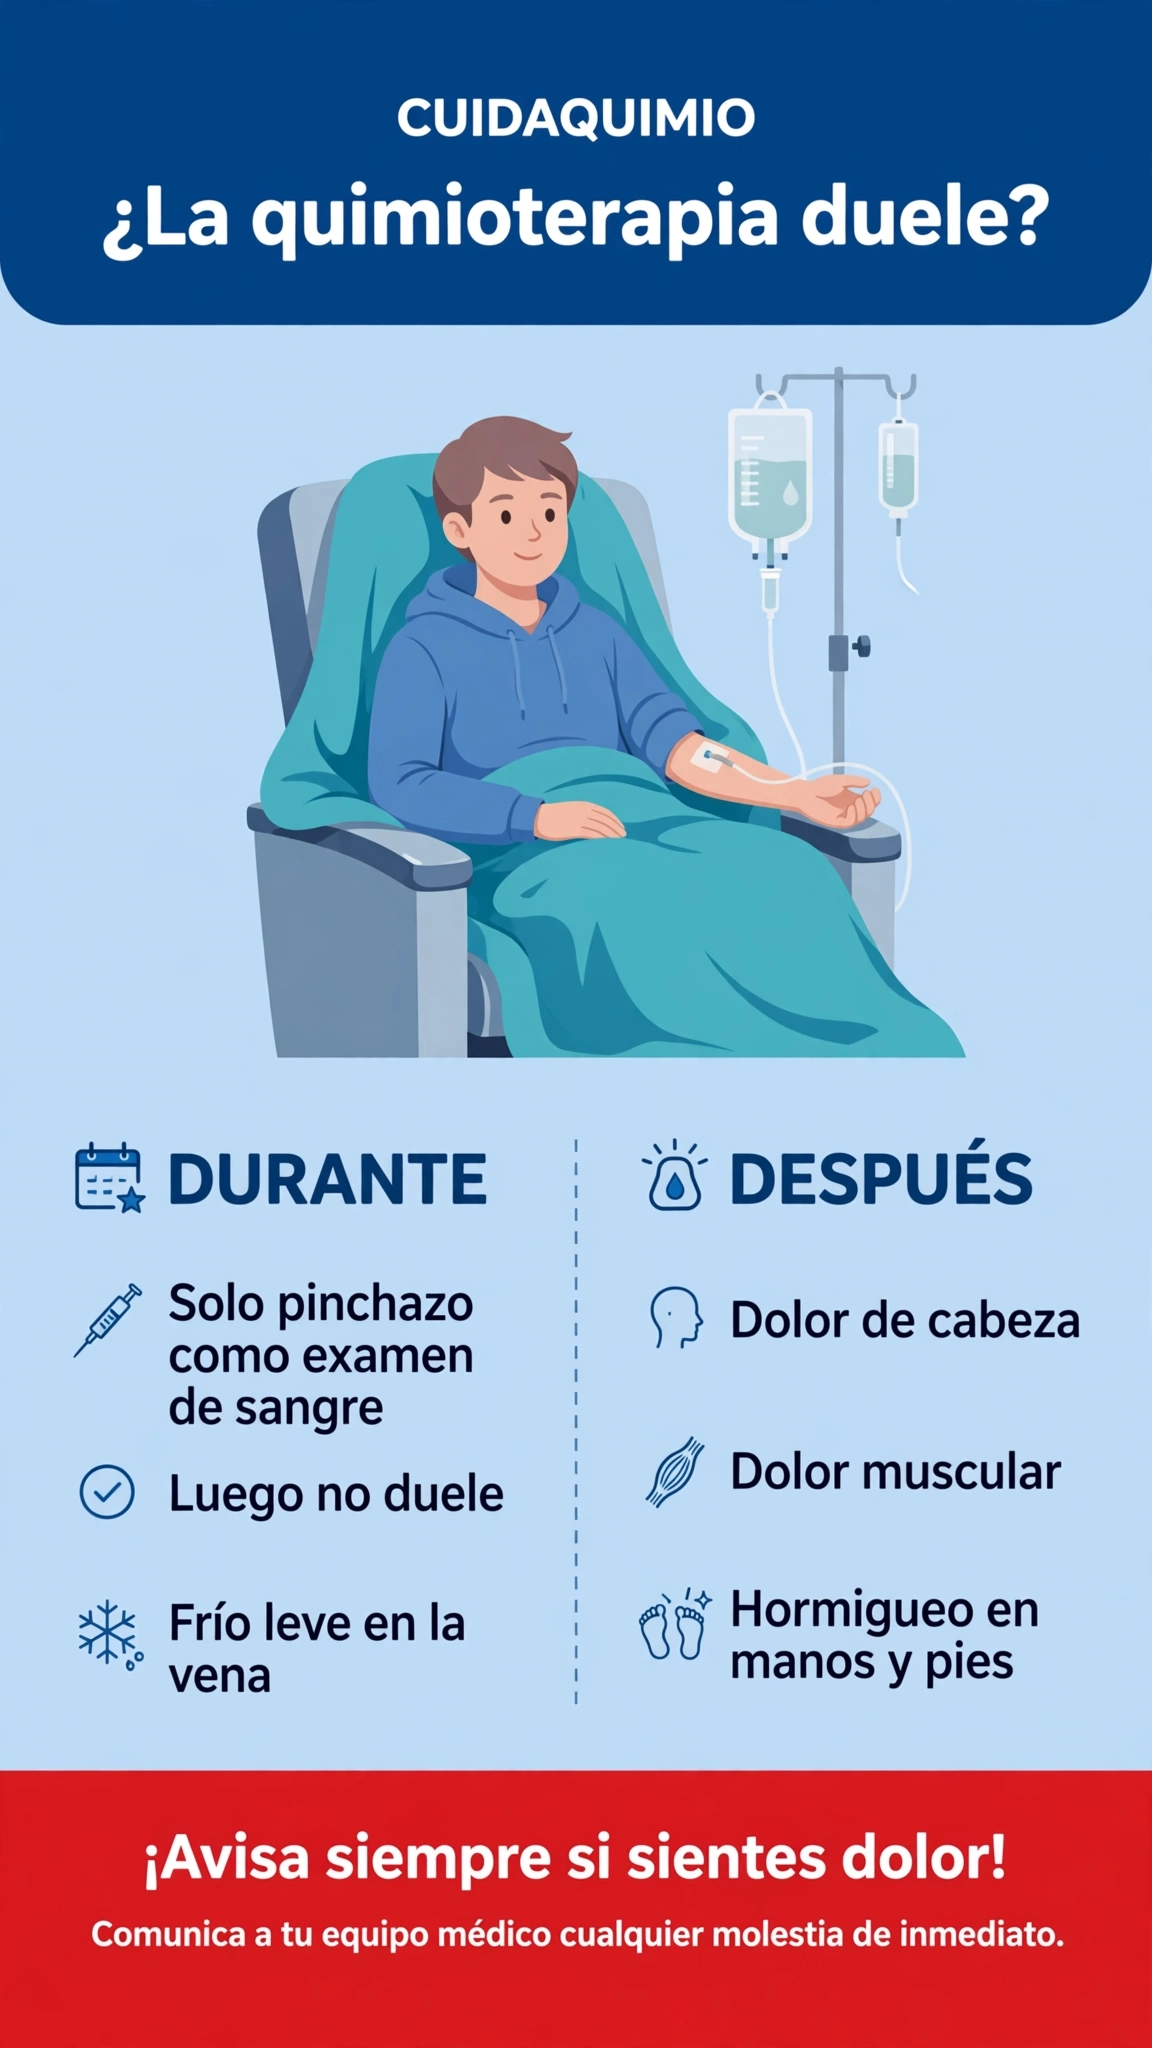 CUIDAQUIMIO
¿La quimioterapia duele?
DURANTE
Solo pinchazo
como examen
de sangre
Luego no duele
Frío leve en la
vena
DESPUÉS
Dolor de cabeza
Dolor muscular
Hormigueo en
manos y pies
¡Avisa siempre si sientes dolor!
Comunica a tu equipo médico cualquier molestia de inmediato.